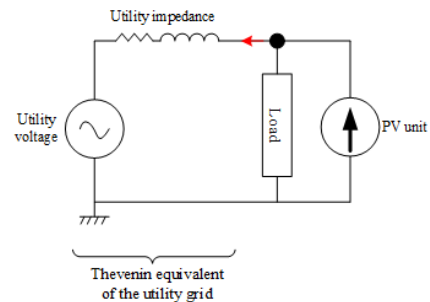 Utility impedance
Utility
voltage
Load
PV unit
Thevenin equivalent
of the utility grid